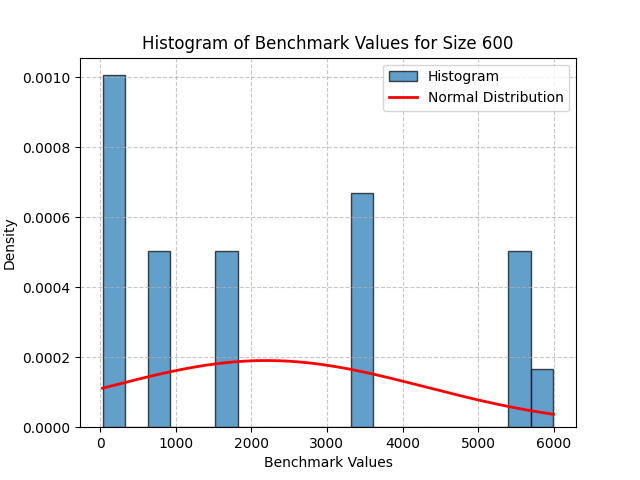 Histogram of Benchmark Values for Size 600
Histogram
Normal Distribution
Density
0.0010
0.0008
0.0006
0.0004
0.0002
0.0000
0 1000 2000 3000 4000 5000 6000
Benchmark Values